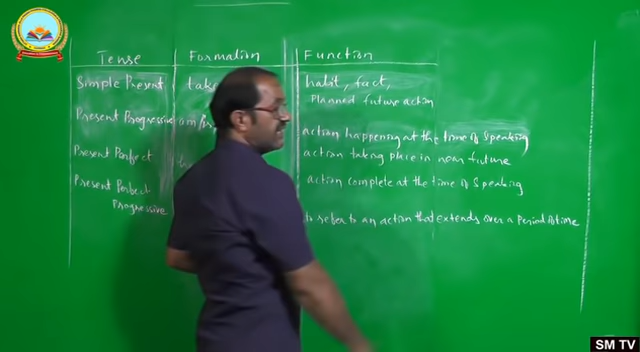 Tense Formation Function
Simple Present take habit, fact,
Planned future action
Present Progressive am/
action happening at the time of speaking
Present Perfect
action taking place in near future
Present Perfect action complete at the time of speaking
Progressive
to refer to an action that extends over a period of time
SM TV